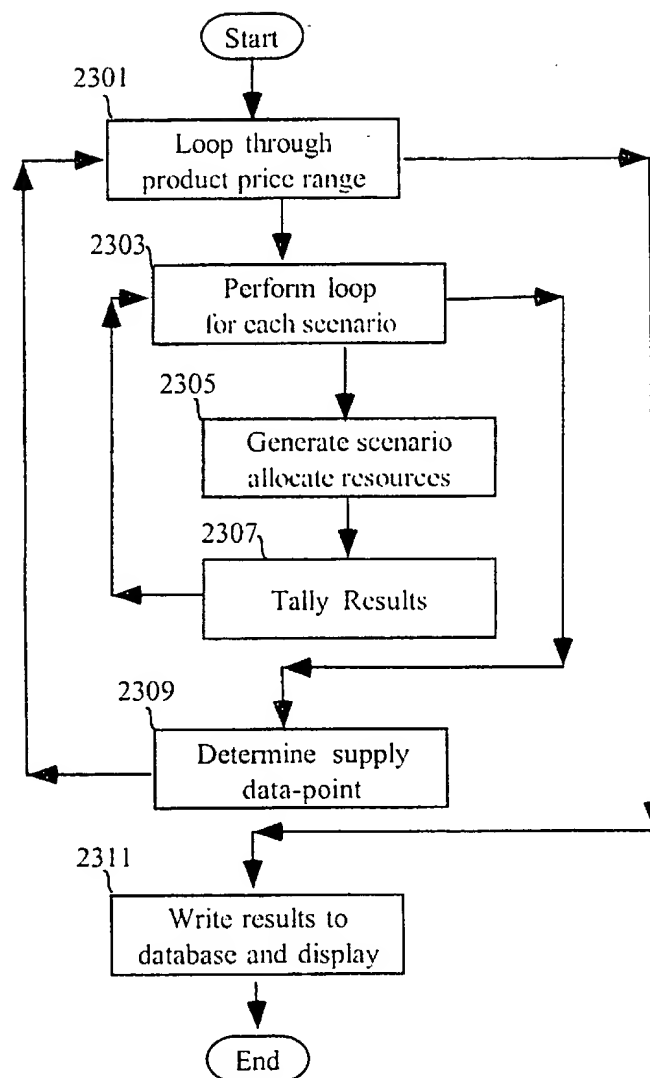 Start
2301
Loop through
product price range
2303
Perform loop
for each scenario
2305
Generate scenario
allocate resources
2307
Tally Results
2309
Determine supply
data-point
2311
Write results to
database and display
End